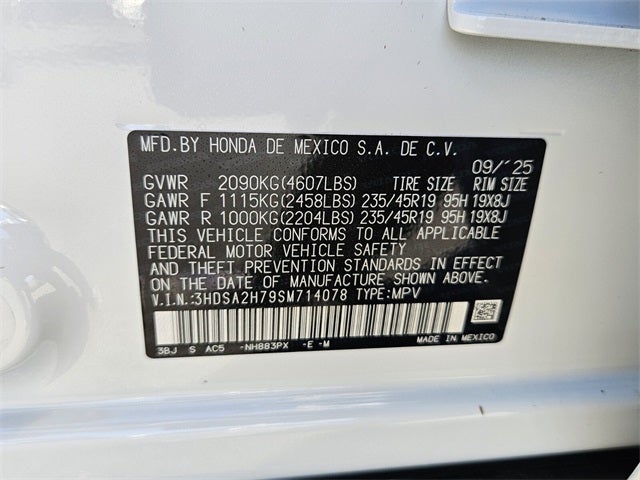 MFD.BY HONDA DE MEXICO S.A. DE C.V.
09/´25
GVWR 2090KG(4607LBS) TIRE SIZE RIM SIZE
GAWR F 1115KG(2458LBS) 235/45R19 95H 19X8J
GAWR R 1000KG(2204LBS) 235/45R19 95H 19X8J
THIS VEHICLE CONFORMS TO ALL APPLICABLE
FEDERAL MOTOR VEHICLE SAFETY
AND THEFT PREVENTION STANDARDS IN EFFECT
ON THE DATE OF MANUFACTURE SHOWN ABOVE.
V.I.N.:3HDSA2H79SM714078 TYPE:MPV
3BJ S AC5 -NH883PX -E -M MADE IN MEXICO